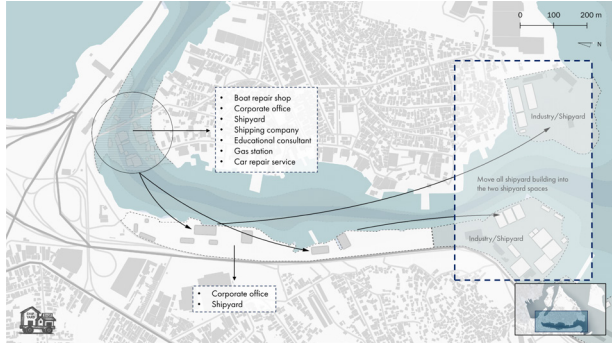 0 100 200 m
N
• Boat repair shop
• Corporate office
• Shipyard
• Shipping company
• Educational consultant
• Gas station
• Car repair service
Industry/Shipyard
Move all shipyard building into
the two shipyard spaces
Industry/Shipyard
• Corporate office
• Shipyard